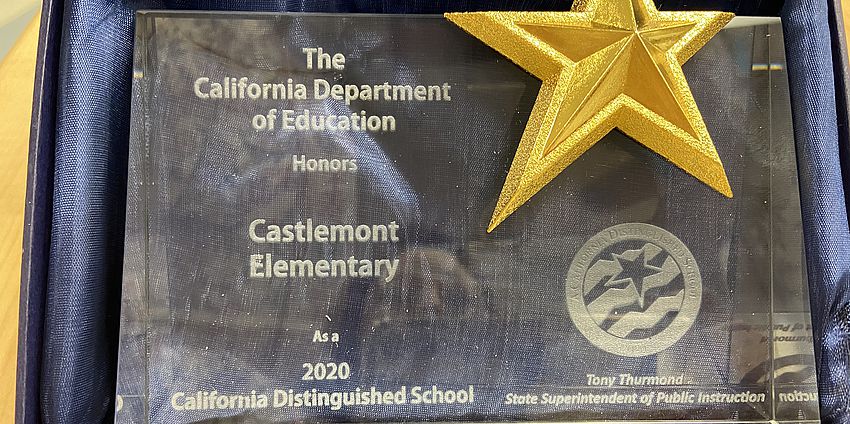 The
California Department
of Education
Honors
Castlemont
Elementary
As a
2020
California Distinguished School
Tony Thurmond
State Superintendent of Public Instruction